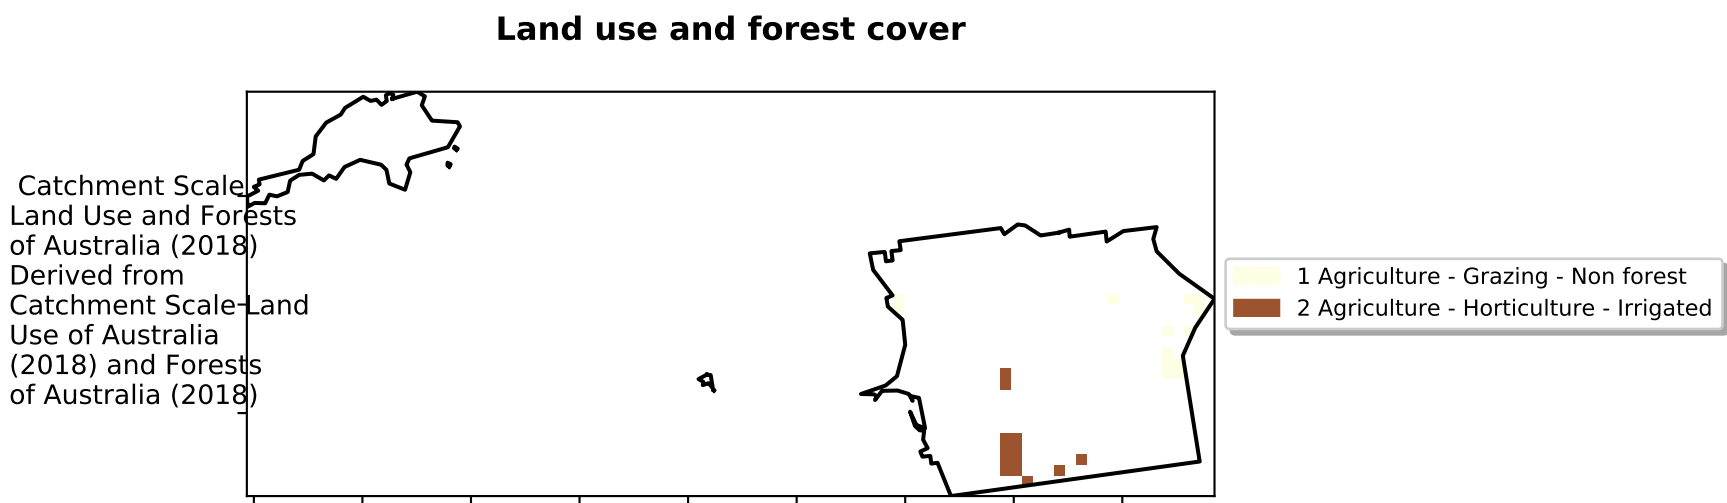 Land use and forest cover
Catchment Scale
Land Use and Forests
of Australia (2018)
Derived from
Catchment Scale Land
Use of Australia
(2018) and Forests
of Australia (2018)
1 Agriculture - Grazing - Non forest
2 Agriculture - Horticulture - Irrigated